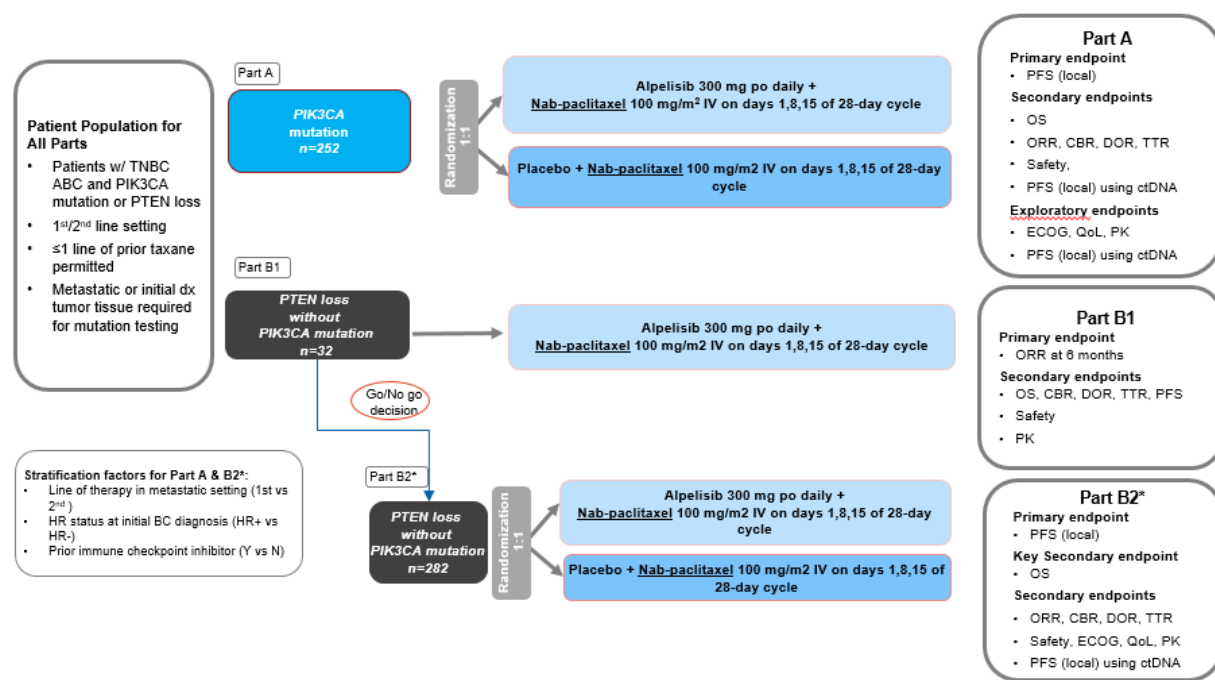 Patient Population for
All Parts
• Patients w/ TNBC
ABC and PIK3CA
mutation or PTEN loss
• 1st/2nd line setting
• ≤1 line of prior taxane
permitted
• Metastatic or initial dx
tumor tissue required
for mutation testing
Part A
PIK3CA
mutation
n=252
Randomization
1:1
Alpelisib 300 mg po daily +
Nab-paclitaxel 100 mg/m² IV on days 1,8,15 of 28-day cycle
Placebo + Nab-paclitaxel 100 mg/m2 IV on days 1,8,15 of 28-day
cycle
Part A
Primary endpoint
• PFS (local)
Secondary endpoints
• OS
• ORR, CBR, DOR, TTR
• Safety,
• PFS (local) using ctDNA
Exploratory endpoints
• ECOG, QoL, PK
• PFS (local) using ctDNA
Part B1
PTEN loss
without
PIK3CA mutation
n=32
Alpelisib 300 mg po daily +
Nab-paclitaxel 100 mg/m2 IV on days 1,8,15 of 28-day cycle
Part B1
Primary endpoint
• ORR at 6 months
Secondary endpoints
• OS, CBR, DOR, TTR, PFS
• Safety
• PK
Go/No go
decision
Stratification factors for Part A & B2*:
• Line of therapy in metastatic setting (1st vs
2nd )
• HR status at initial BC diagnosis (HR+ vs
HR-)
• Prior immune checkpoint inhibitor (Y vs N)
Part B2*
PTEN loss
without
PIK3CA mutation
n=282
Randomization
1:1
Alpelisib 300 mg po daily +
Nab-paclitaxel 100 mg/m2 IV on days 1,8,15 of 28-day
cycle
Placebo + Nab-paclitaxel 100 mg/m2 IV on days 1,8,15 of
28-day cycle
Part B2*
Primary endpoint
• PFS (local)
Key Secondary endpoint
• OS
Secondary endpoints
• ORR, CBR, DOR, TTR
• Safety, ECOG, QoL, PK
• PFS (local) using ctDNA